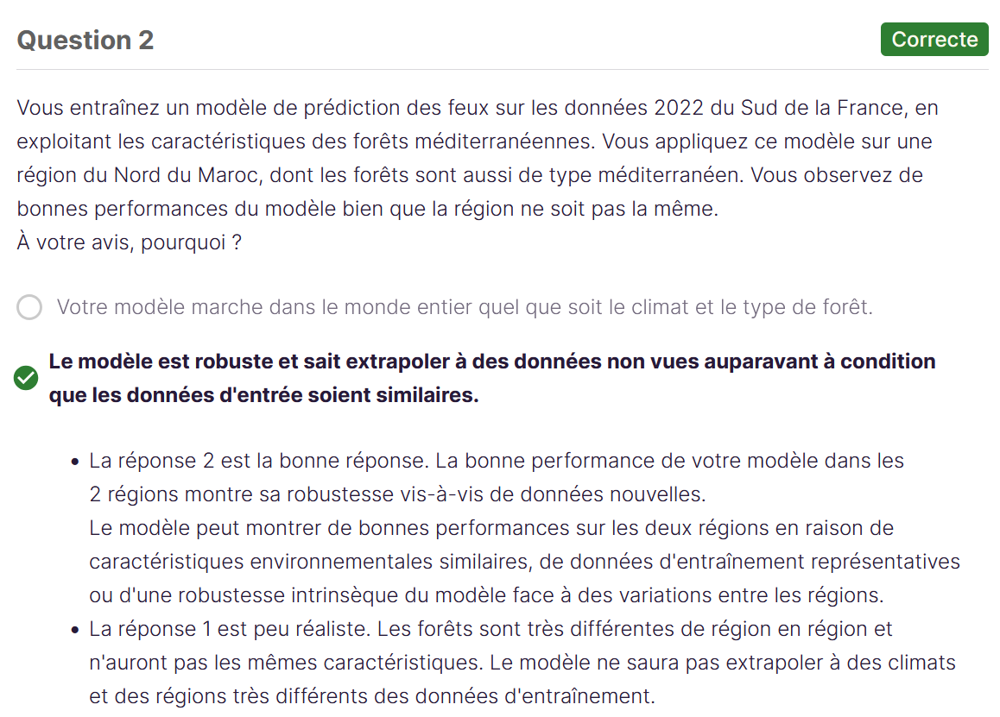 Question 2
Correcte
Vous entraînez un modèle de prédiction des feux sur les données 2022 du Sud de la France, en
exploitant les caractéristiques des forêts méditerranéennes. Vous appliquez ce modèle sur une
région du Nord du Maroc, dont les forêts sont aussi de type méditerranéen. Vous observez de
bonnes performances du modèle bien que la région ne soit pas la même.
À votre avis, pourquoi ?
Votre modèle marche dans le monde entier quel que soit le climat et le type de forêt.
Le modèle est robuste et sait extrapoler à des données non vues auparavant à condition
que les données d'entrée soient similaires.
• La réponse 2 est la bonne réponse. La bonne performance de votre modèle dans les
2 régions montre sa robustesse vis-à-vis de données nouvelles.
Le modèle peut montrer de bonnes performances sur les deux régions en raison de
caractéristiques environnementales similaires, de données d'entraînement représentatives
ou d'une robustesse intrinsèque du modèle face à des variations entre les régions.
• La réponse 1 est peu réaliste. Les forêts sont très différentes de région en région et
n'auront pas les mêmes caractéristiques. Le modèle ne saura pas extrapoler à des climats
et des régions très différents des données d'entraînement.